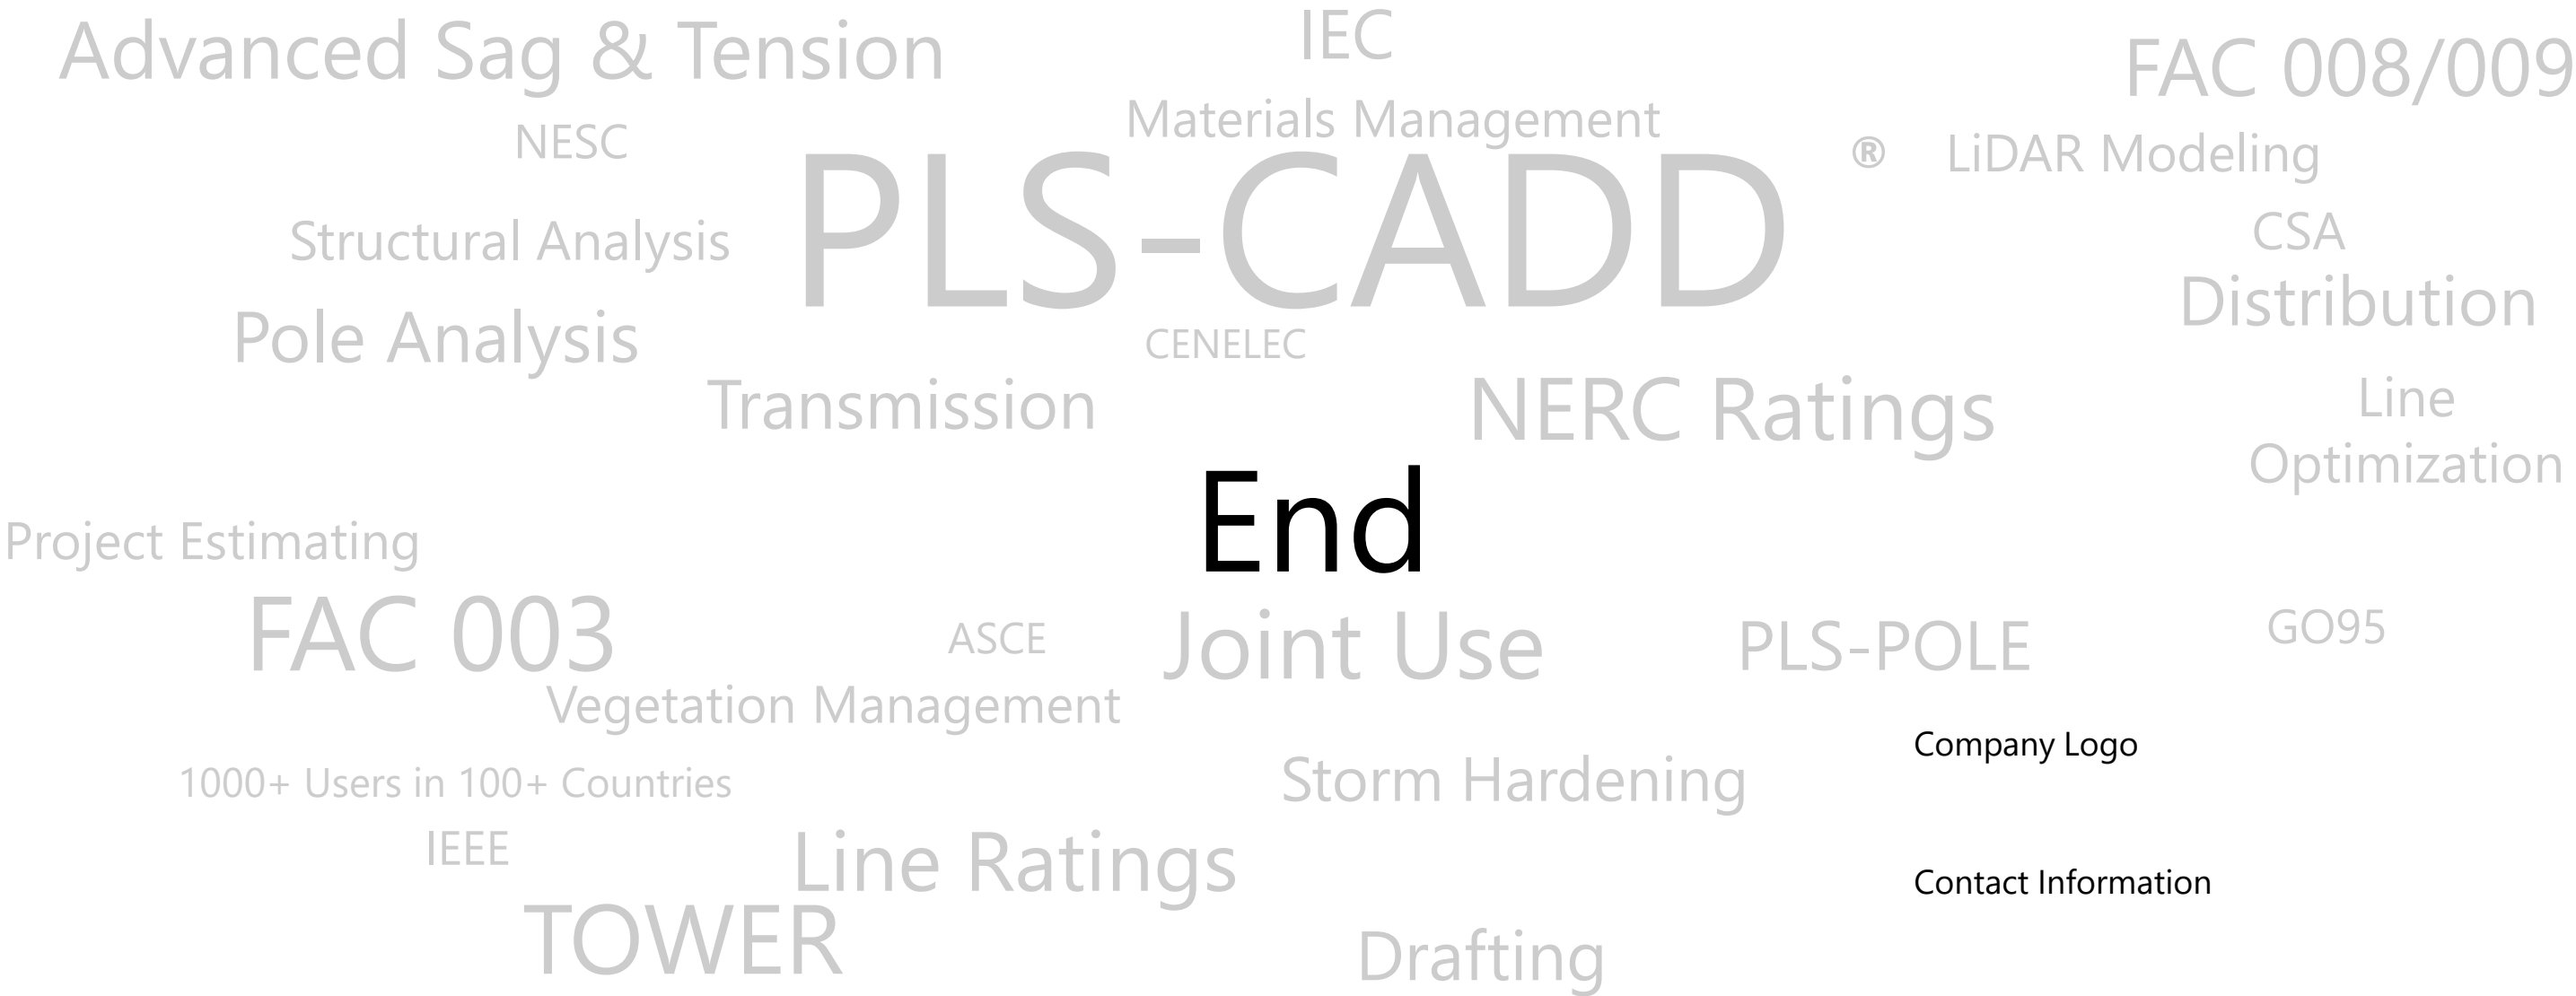 Advanced Sag & Tension
IEC
FAC 008/009
Materials Management
NESC
PLS-CADD ®
LiDAR Modeling
Structural Analysis
CSA
Distribution
Pole Analysis
CENELEC
Transmission
NERC Ratings
Line
Optimization
End
Project Estimating
FAC 003
ASCE
Joint Use
PLS-POLE
GO95
Vegetation Management
Company Logo
1000+ Users in 100+ Countries
Storm Hardening
IEEE
Line Ratings
Contact Information
TOWER
Drafting